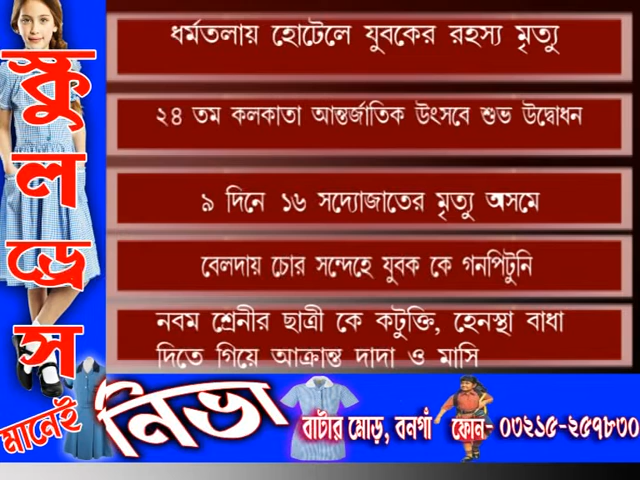 ধর্মতলায় হোটেলে যুবকের রহস্য মৃত্যু
২৪ তম কলকাতা আন্তর্জাতিক উৎসবে শুভ উদ্বোধন
৯ দিনে ১৬ সদ্যোজাতের মৃত্যু অসমে
বেলদায় চোর সন্দেহে যুবক কে গনপিটুনি
নবম শ্রেনীর ছাত্রী কে কটুক্তি, হেনস্থা বাধা
দিতে গিয়ে আক্রান্ত দাদা ও মাসি
স্কুল ড্রেস
মানেই
নিভা
বাটার মোড়, বনগাঁ ফোন- ০৩২১৫-২৫৭৮৩০